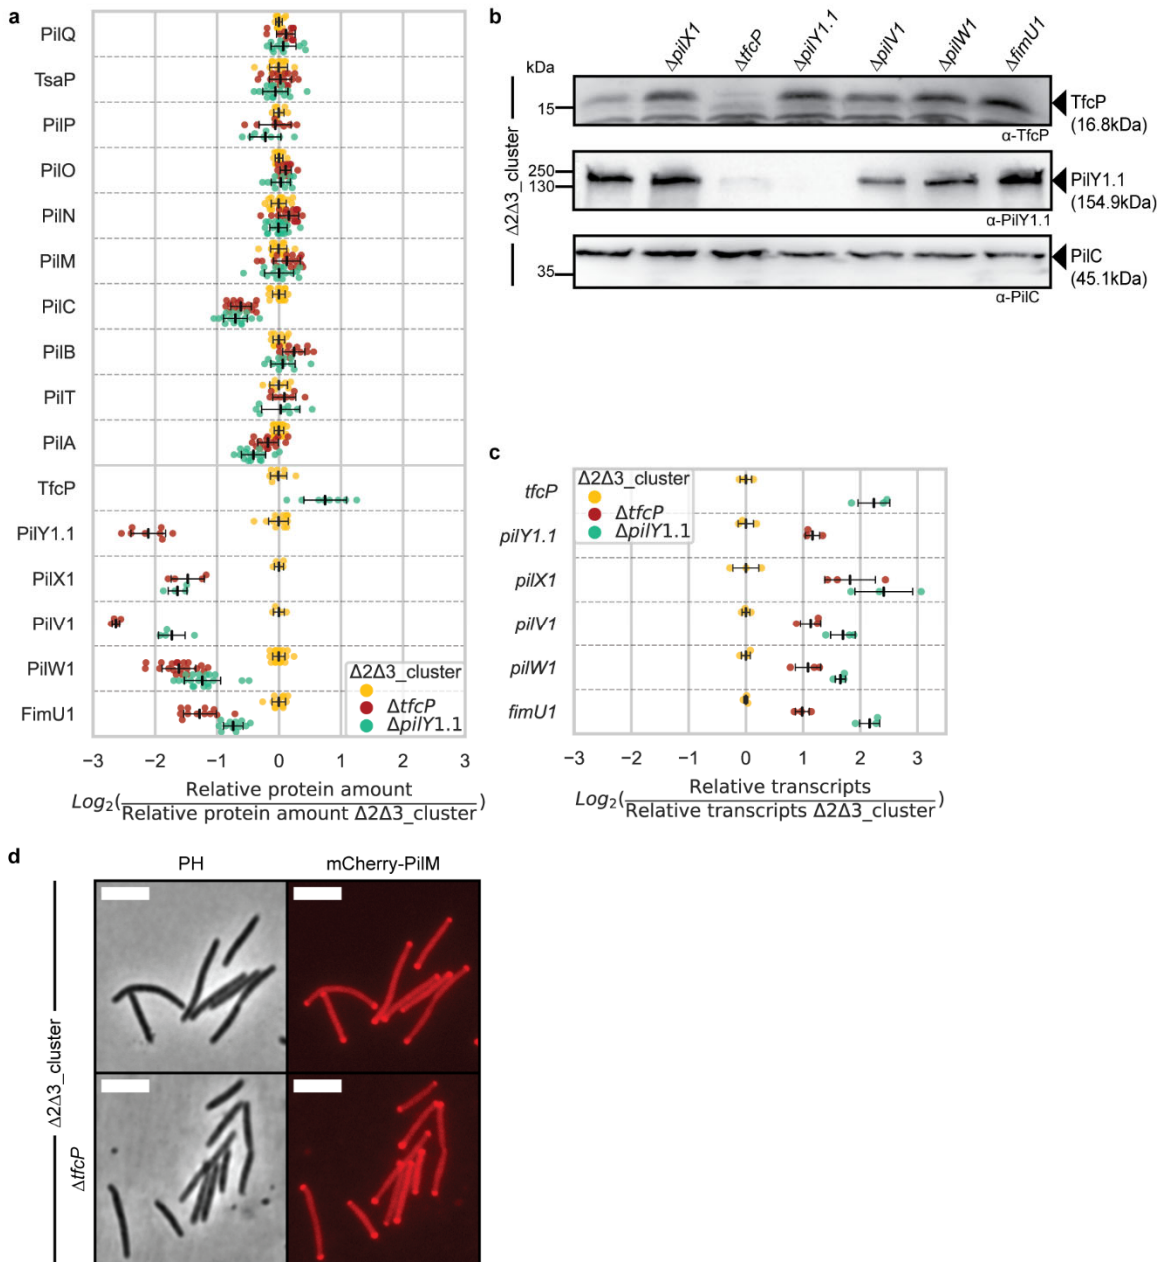 a
PilQ
TsaP
PilP
PilO
PilN
PilM
PilC
PilB
PilT
PilA
TfcP
PilY1.1
PilX1
PilV1
PilW1
FimU1
Δ2Δ3_cluster
ΔtfcP
ΔpilY1.1
−3 −2 −1 0 1 2 3
Log₂(Relative protein amount / Relative protein amount Δ2Δ3_cluster)
b
ΔpilX1 ΔtfcP ΔpilY1.1 ΔpilV1 ΔpilW1 ΔfimU1
kDa
Δ2Δ3_cluster
15
TfcP
(16.8kDa)
α-TfcP
250
130
PilY1.1
(154.9kDa)
α-PilY1.1
35
PilC
(45.1kDa)
α-PilC
c
Δ2Δ3_cluster
ΔtfcP
ΔpilY1.1
tfcP
pilY1.1
pilX1
pilV1
pilW1
fimU1
−3 −2 −1 0 1 2 3
Log₂(Relative transcripts / Relative transcripts Δ2Δ3_cluster)
d
PH mCherry-PilM
Δ2Δ3_cluster
ΔtfcP